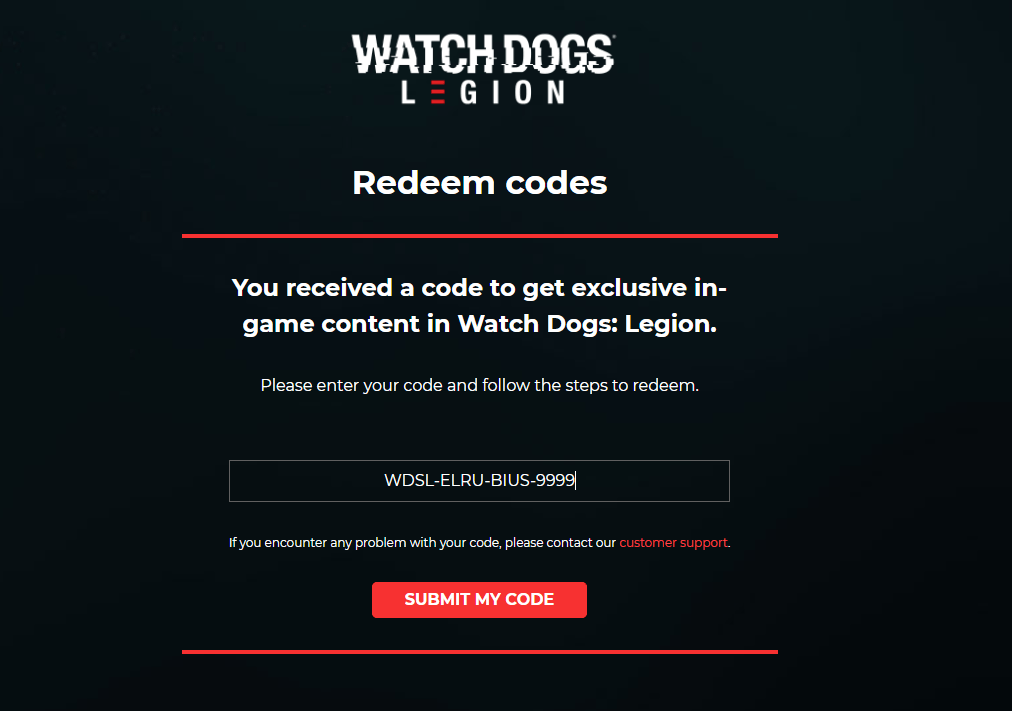 WATCH DOGS
LEGION
Redeem codes
You received a code to get exclusive in-
game content in Watch Dogs: Legion.
Please enter your code and follow the steps to redeem.
WDSL-ELRU-BIUS-9999
If you encounter any problem with your code, please contact our customer support.
SUBMIT MY CODE